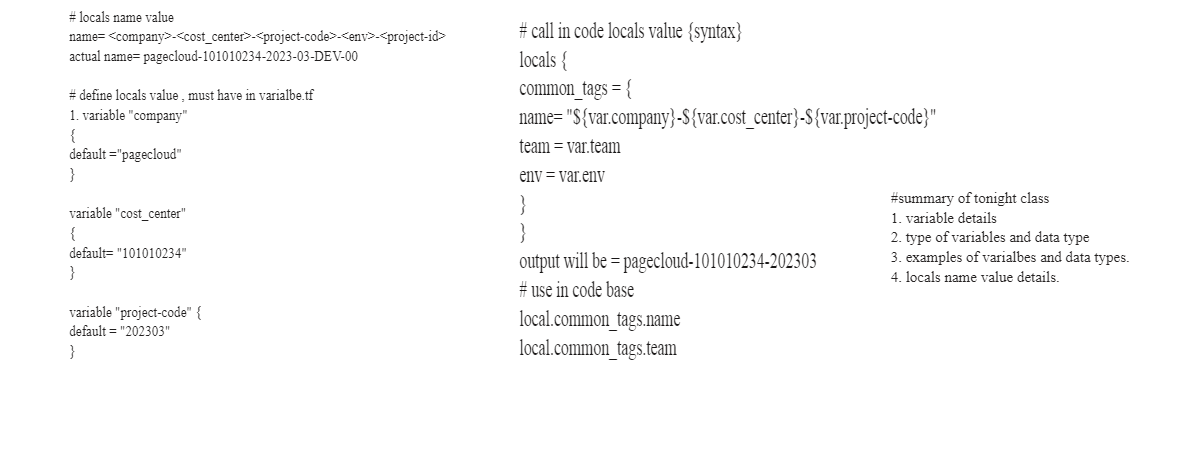 # locals name value
name= <company>-<cost_center>-<project-code>-<env>-<project-id>
actual name= pagecloud-101010234-2023-03-DEV-00
# define locals value , must have in varialbe.tf
1. variable "company"
{
default ="pagecloud"
}
variable "cost_center"
{
default= "101010234"
}
variable "project-code" {
default = "202303"
}
# call in code locals value {syntax}
locals {
common_tags = {
name= "${var.company}-${var.cost_center}-${var.project-code}"
team = var.team
env = var.env
}
}
output will be = pagecloud-101010234-202303
# use in code base
local.common_tags.name
local.common_tags.team
#summary of tonight class
1. variable details
2. type of variables and data type
3. examples of varialbes and data types.
4. locals name value details.